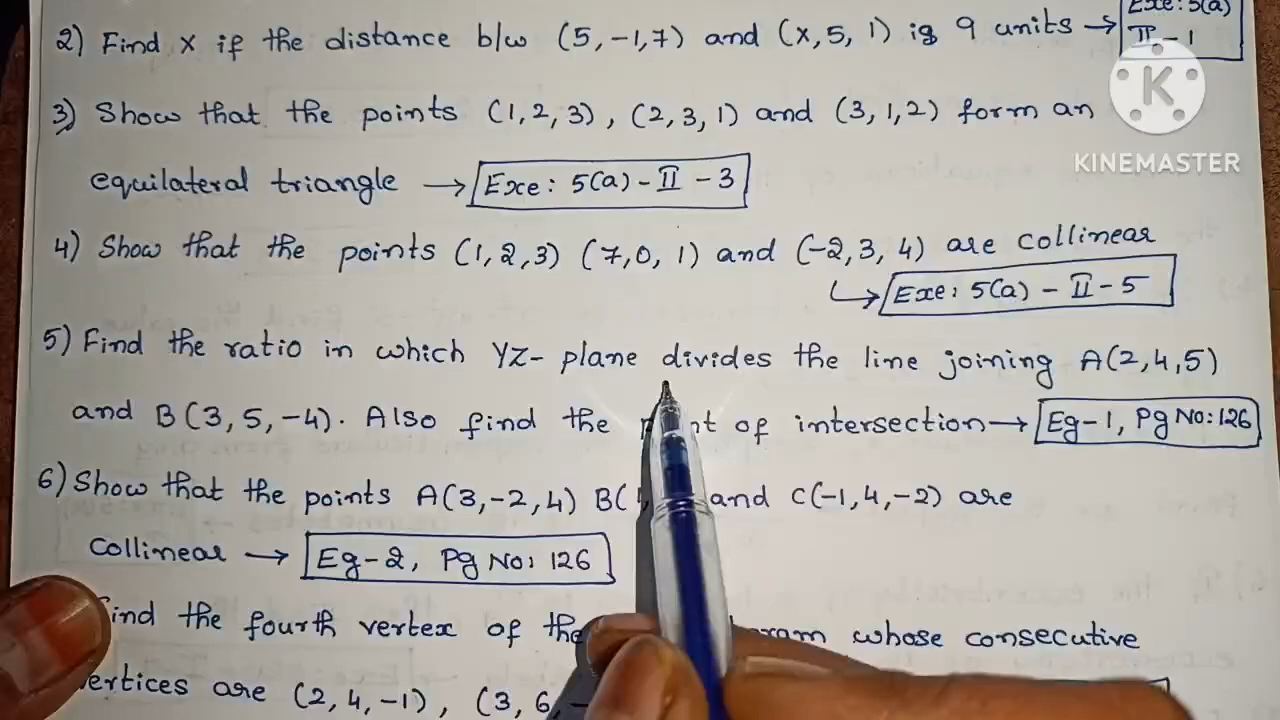 2) Find x if the distance b/w (5, -1, 7) and (x, 5, 1) is 9 units → Exe: 5(a)
II - 1
K
KINEMASTER
3) Show that the points (1, 2, 3), (2, 3, 1) and (3, 1, 2) form an
equilateral triangle → Exe: 5(a) - II - 3
4) Show that the points (1, 2, 3) (7, 0, 1) and (-2, 3, 4) are collinear
↳ Exe: 5(a) - II - 5
5) Find the ratio in which YZ- plane divides the line joining A(2, 4, 5)
and B(3, 5, -4). Also find the of intersection → Eg-1, Pg No: 126
6) Show that the points A(3, -2, 4) B( and C(-1, 4, -2) are
Collinear → Eg-2, Pg No: 126
the fourth vertex of the whose consecutive
are (2, 4, -1), (3, 6,